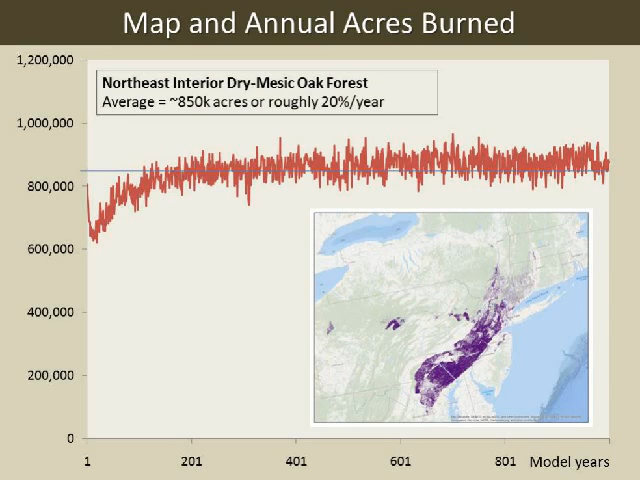 Map and Annual Acres Burned
1,200,000
Northeast Interior Dry-Mesic Oak Forest
Average = ~850k acres or roughly 20%/year
1,000,000
800,000
600,000
400,000
200,000
0
1 201 401 601 801 Model years